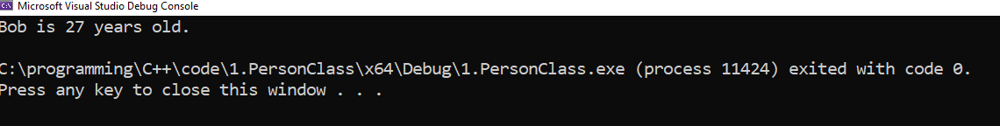 Microsoft Visual Studio Debug Console
Bob is 27 years old.
C:\programming\C++\code\1.PersonClass\x64\Debug\1.PersonClass.exe (process 11424) exited with code 0.
Press any key to close this window . . .